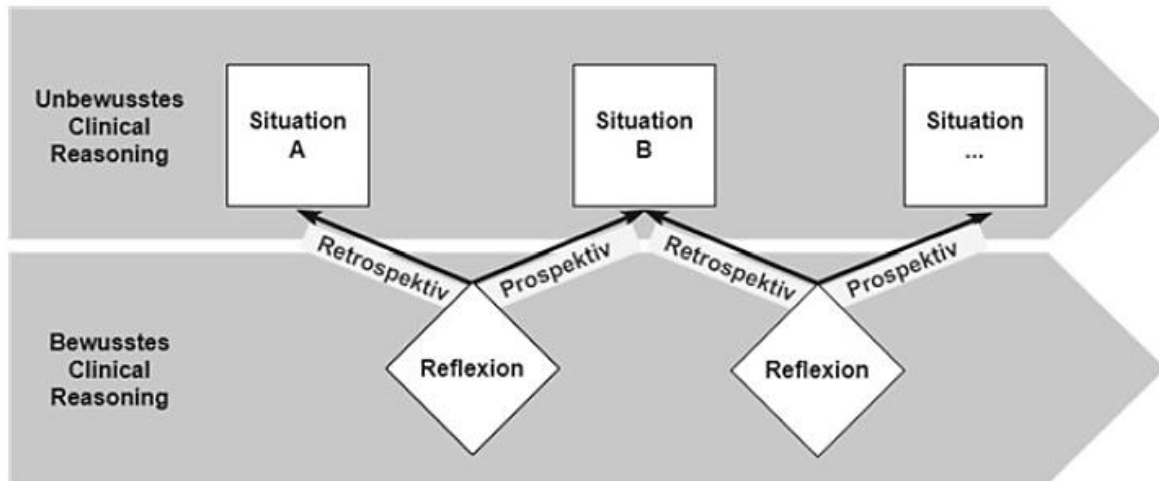 Unbewusstes
Clinical
Reasoning
Situation
A
Situation
B
Situation
...
Retrospektiv
Prospektiv
Retrospektiv
Prospektiv
Bewusstes
Clinical
Reasoning
Reflexion
Reflexion